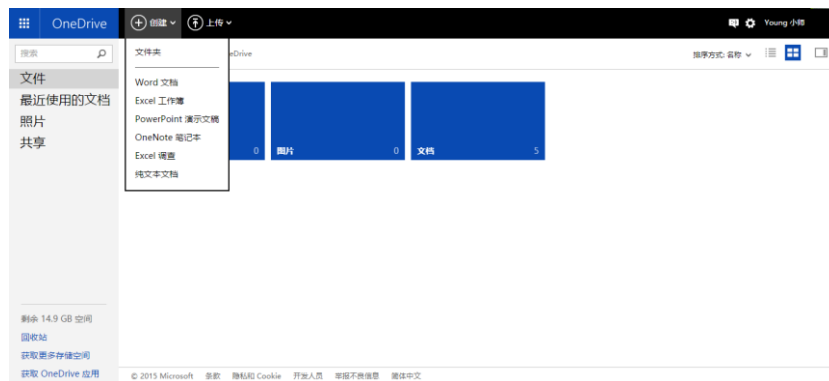 OneDrive
创建
上传
Young 小帅
搜索
文件
最近使用的文档
照片
共享
剩余 14.9 GB 空间
回收站
获取更多存储空间
获取 OneDrive 应用
文件夹
Word 文档
Excel 工作簿
PowerPoint 演示文稿
OneNote 笔记本
Excel 调查
纯文本文档
eDrive
排序方式: 名称
0
图片 0
文档 5
© 2015 Microsoft 条款 隐私和 Cookie 开发人员 举报不良信息 简体中文